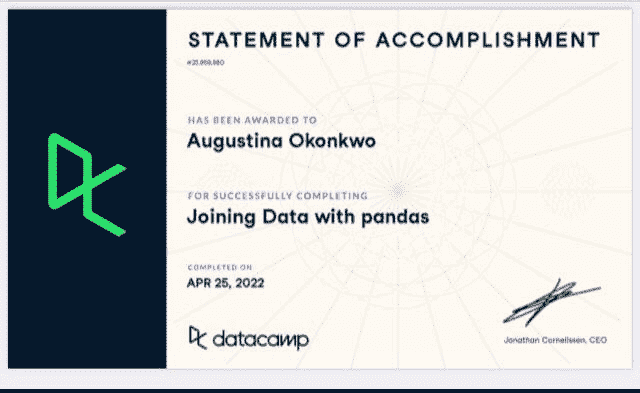 STATEMENT OF ACCOMPLISHMENT
HAS BEEN AWARDED TO
Augustina Okonkwo
FOR SUCCESSFULLY COMPLETING
Joining Data with pandas
COMPLETED ON
APR 25, 2022
datacamp
Jonathan Cornelissen, CEO